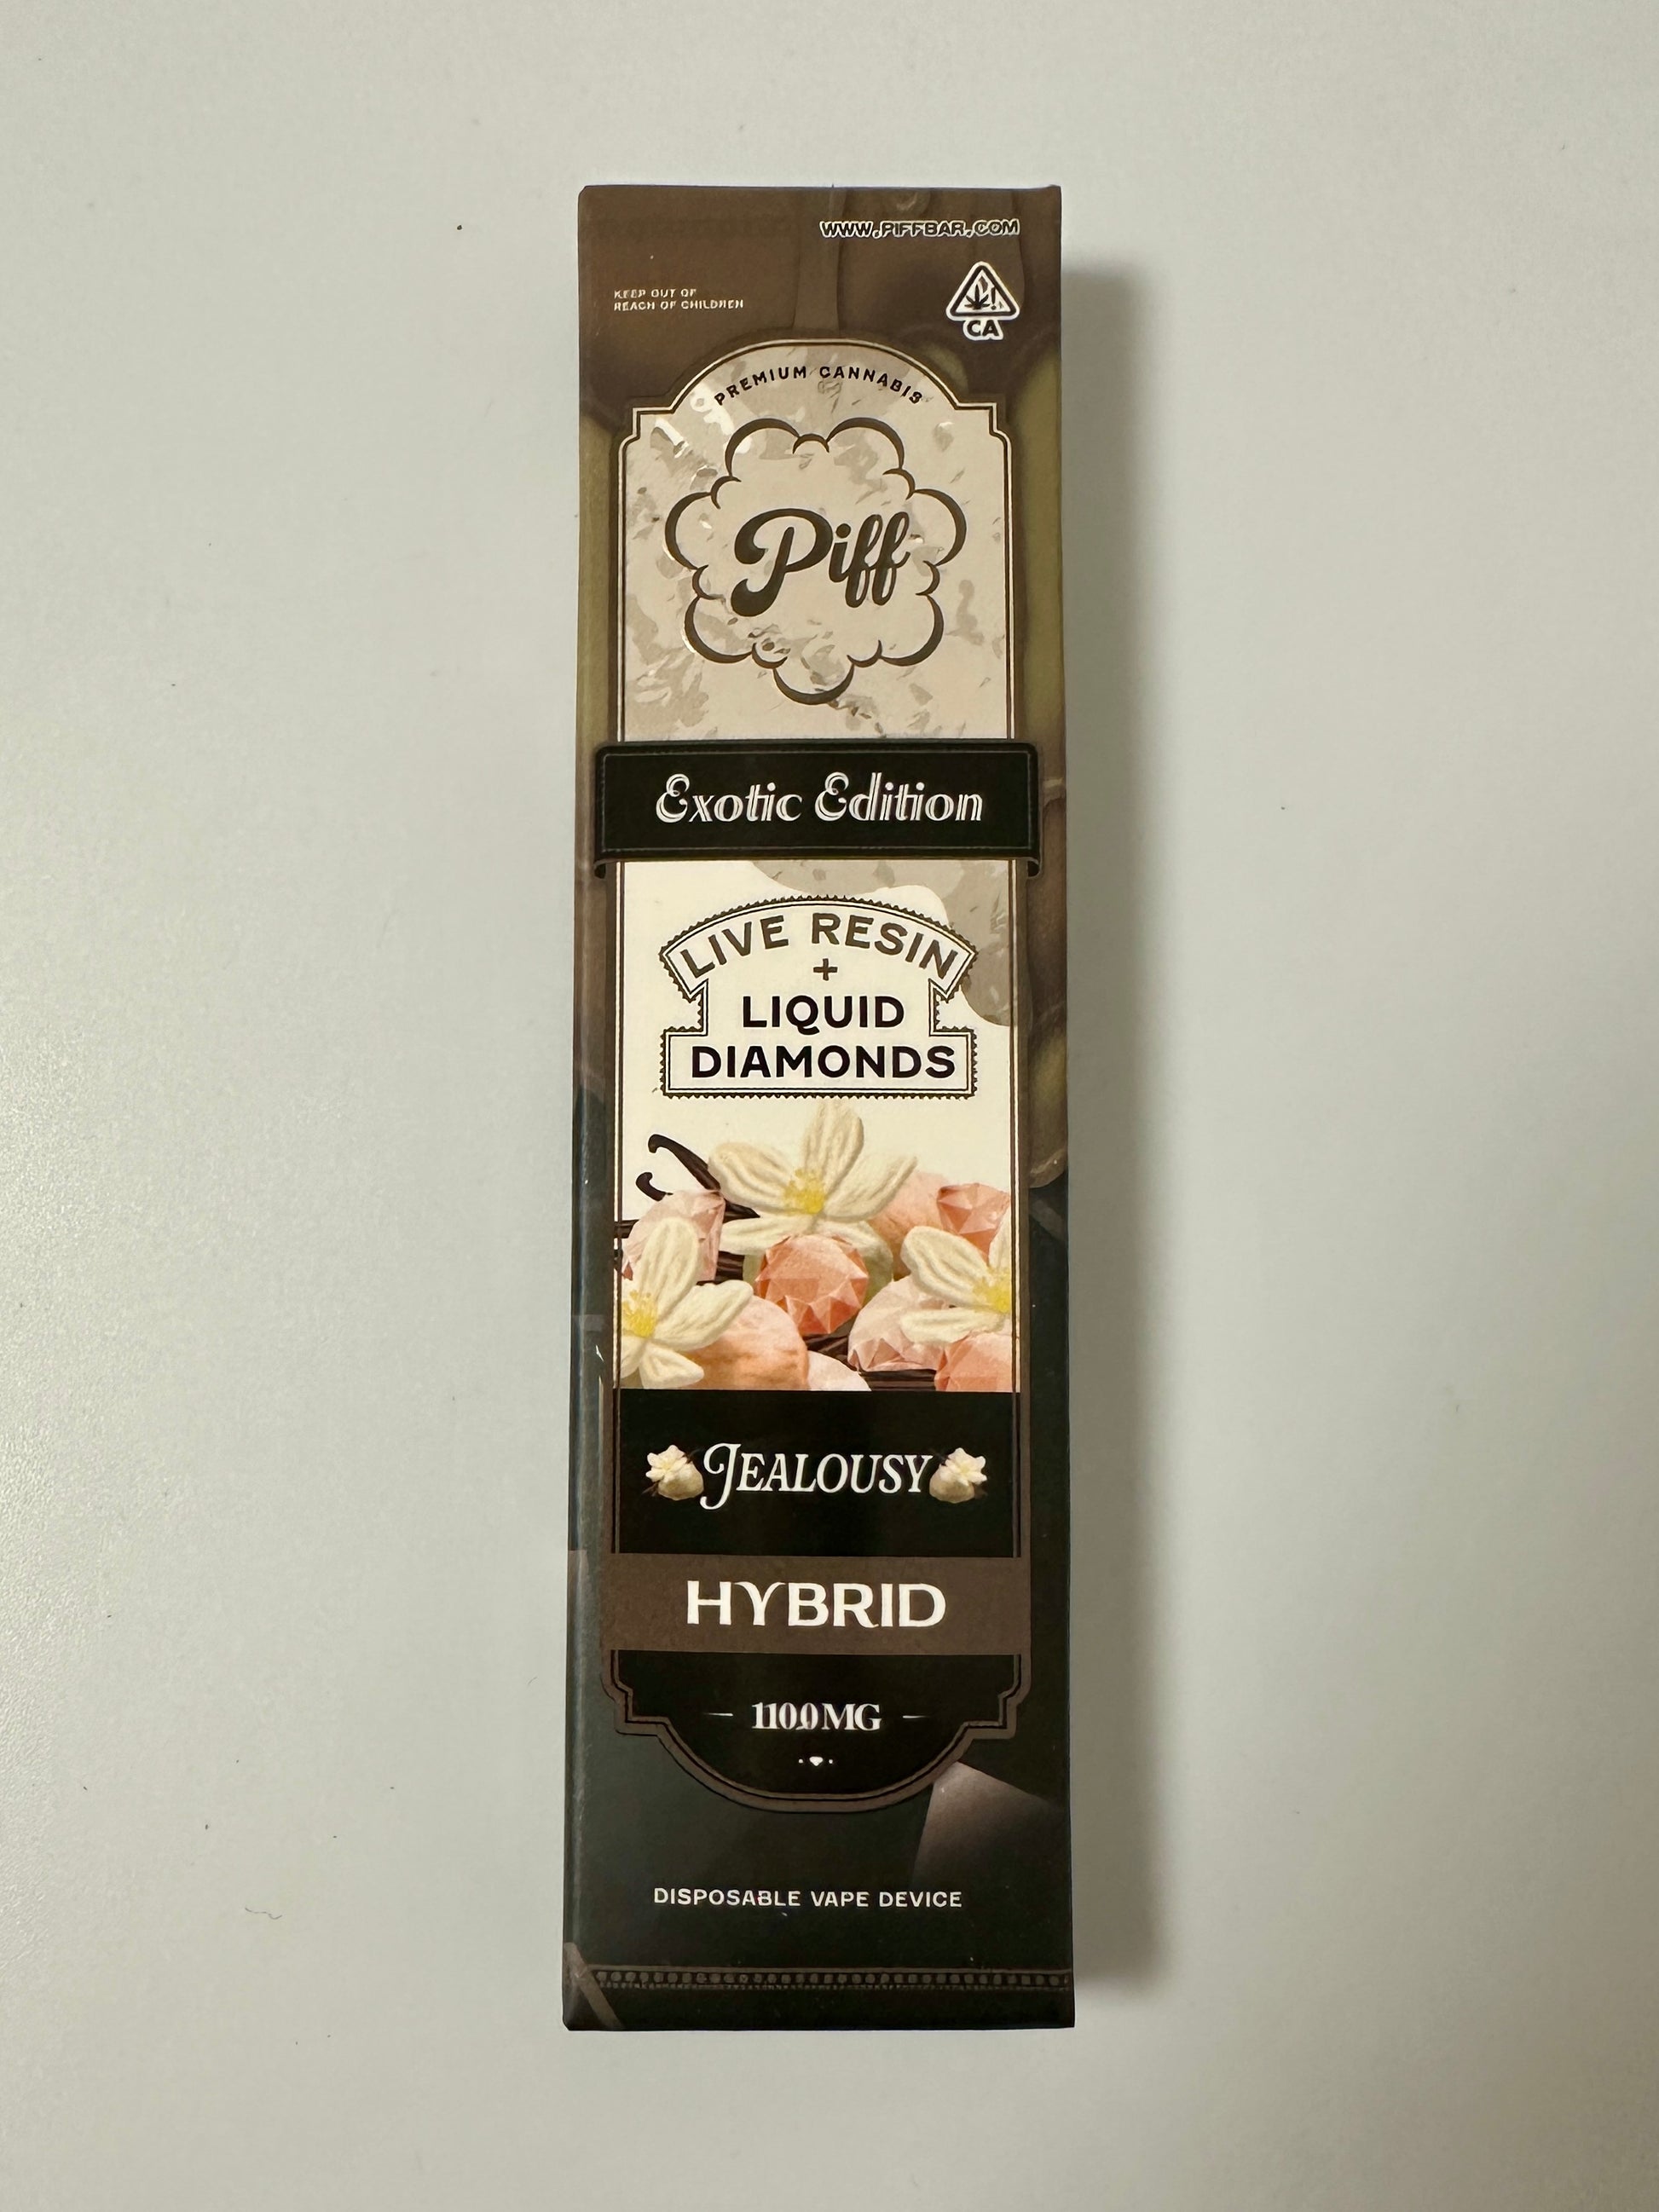 WWW.PIFFBAR.COM
KEEP OUT OF
REACH OF CHILDREN
CA
PREMIUM CANNABIS
Piff
Exotic Edition
LIVE RESIN
+
LIQUID
DIAMONDS
JEALOUSY
HYBRID
1100MG
DISPOSABLE VAPE DEVICE